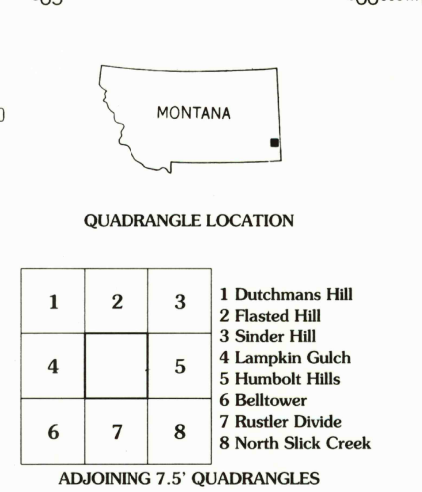 MONTANA
QUADRANGLE LOCATION
1 2 3
4 5
6 7 8
1 Dutchmans Hill
2 Flasted Hill
3 Sinder Hill
4 Lampkin Gulch
5 Humbolt Hills
6 Belltower
7 Rustler Divide
8 North Slick Creek
ADJOINING 7.5' QUADRANGLES